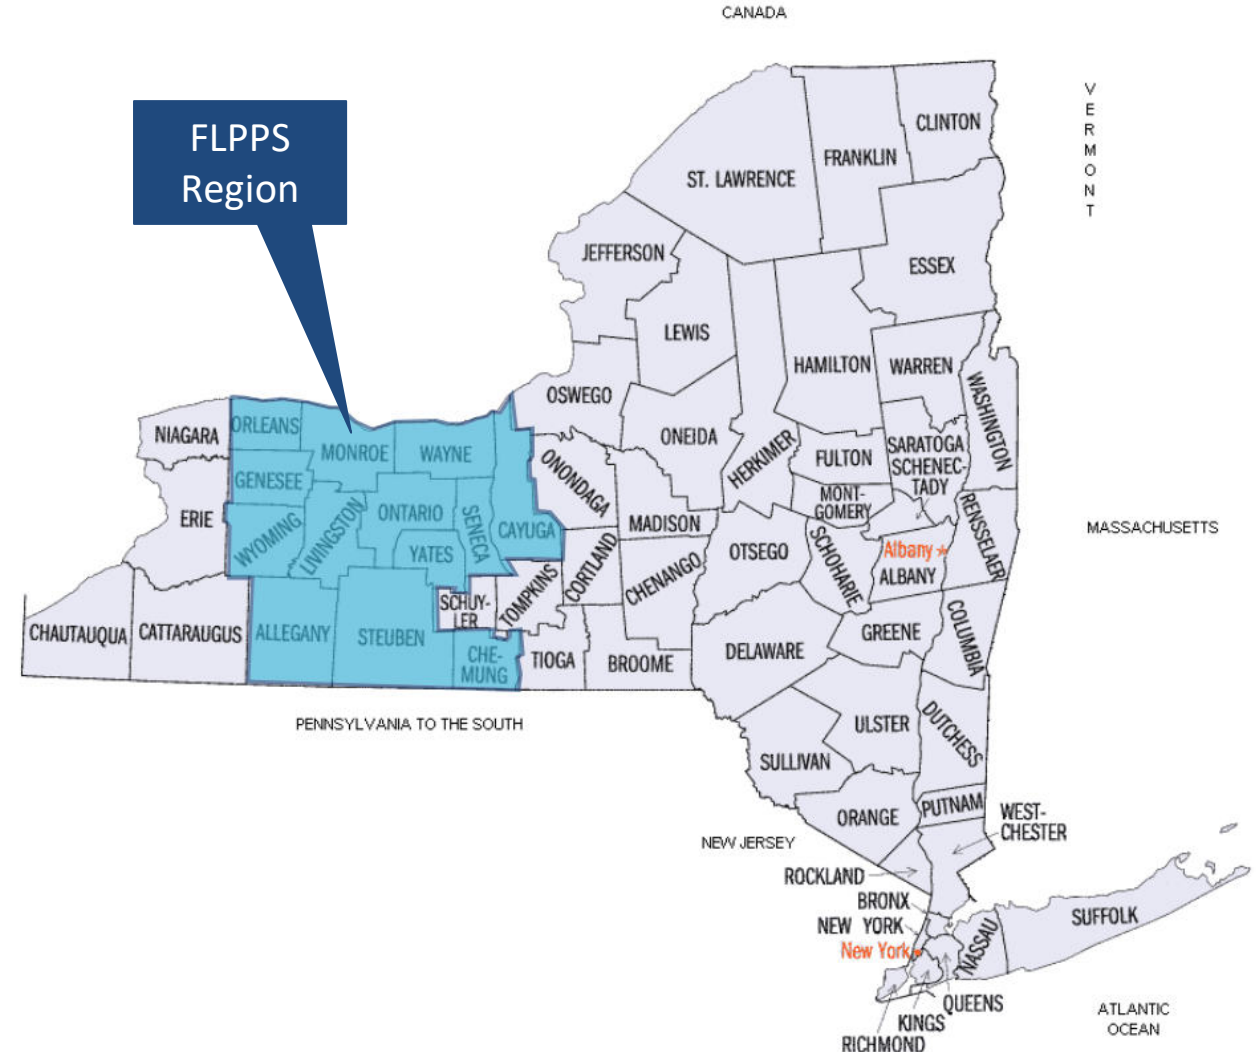 CANADA
VERMONT
FLPPS
Region
CLINTON
FRANKLIN
ST. LAWRENCE
JEFFERSON
ESSEX
LEWIS
HAMILTON
WARREN
WASHINGTON
OSWEGO
ONEIDA
HERKIMER
FULTON
SARATOGA
SCHENEC-
TADY
MONT-
GOMERY
NIAGARA
ORLEANS
MONROE
WAYNE
GENESEE
ERIE
WYOMING
LIVINGSTON
ONTARIO
YATES
SENECA
CAYUGA
ONONDAGA
MADISON
CORTLAND
CHENANGO
OTSEGO
SCHOHARIE
Albany
ALBANY
RENSSELAER
MASSACHUSETTS
CHAUTAUQUA
CATTARAUGUS
ALLEGANY
STEUBEN
SCHUY-
LER
TOMPKINS
CHE-
MUNG
TIOGA
BROOME
DELAWARE
GREENE
COLUMBIA
PENNSYLVANIA TO THE SOUTH
ULSTER
DUTCHESS
SULLIVAN
ORANGE
PUTNAM
WEST-
CHESTER
NEW JERSEY
ROCKLAND
BRONX
NEW YORK
New York
NASSAU
SUFFOLK
QUEENS
KINGS
RICHMOND
ATLANTIC
OCEAN